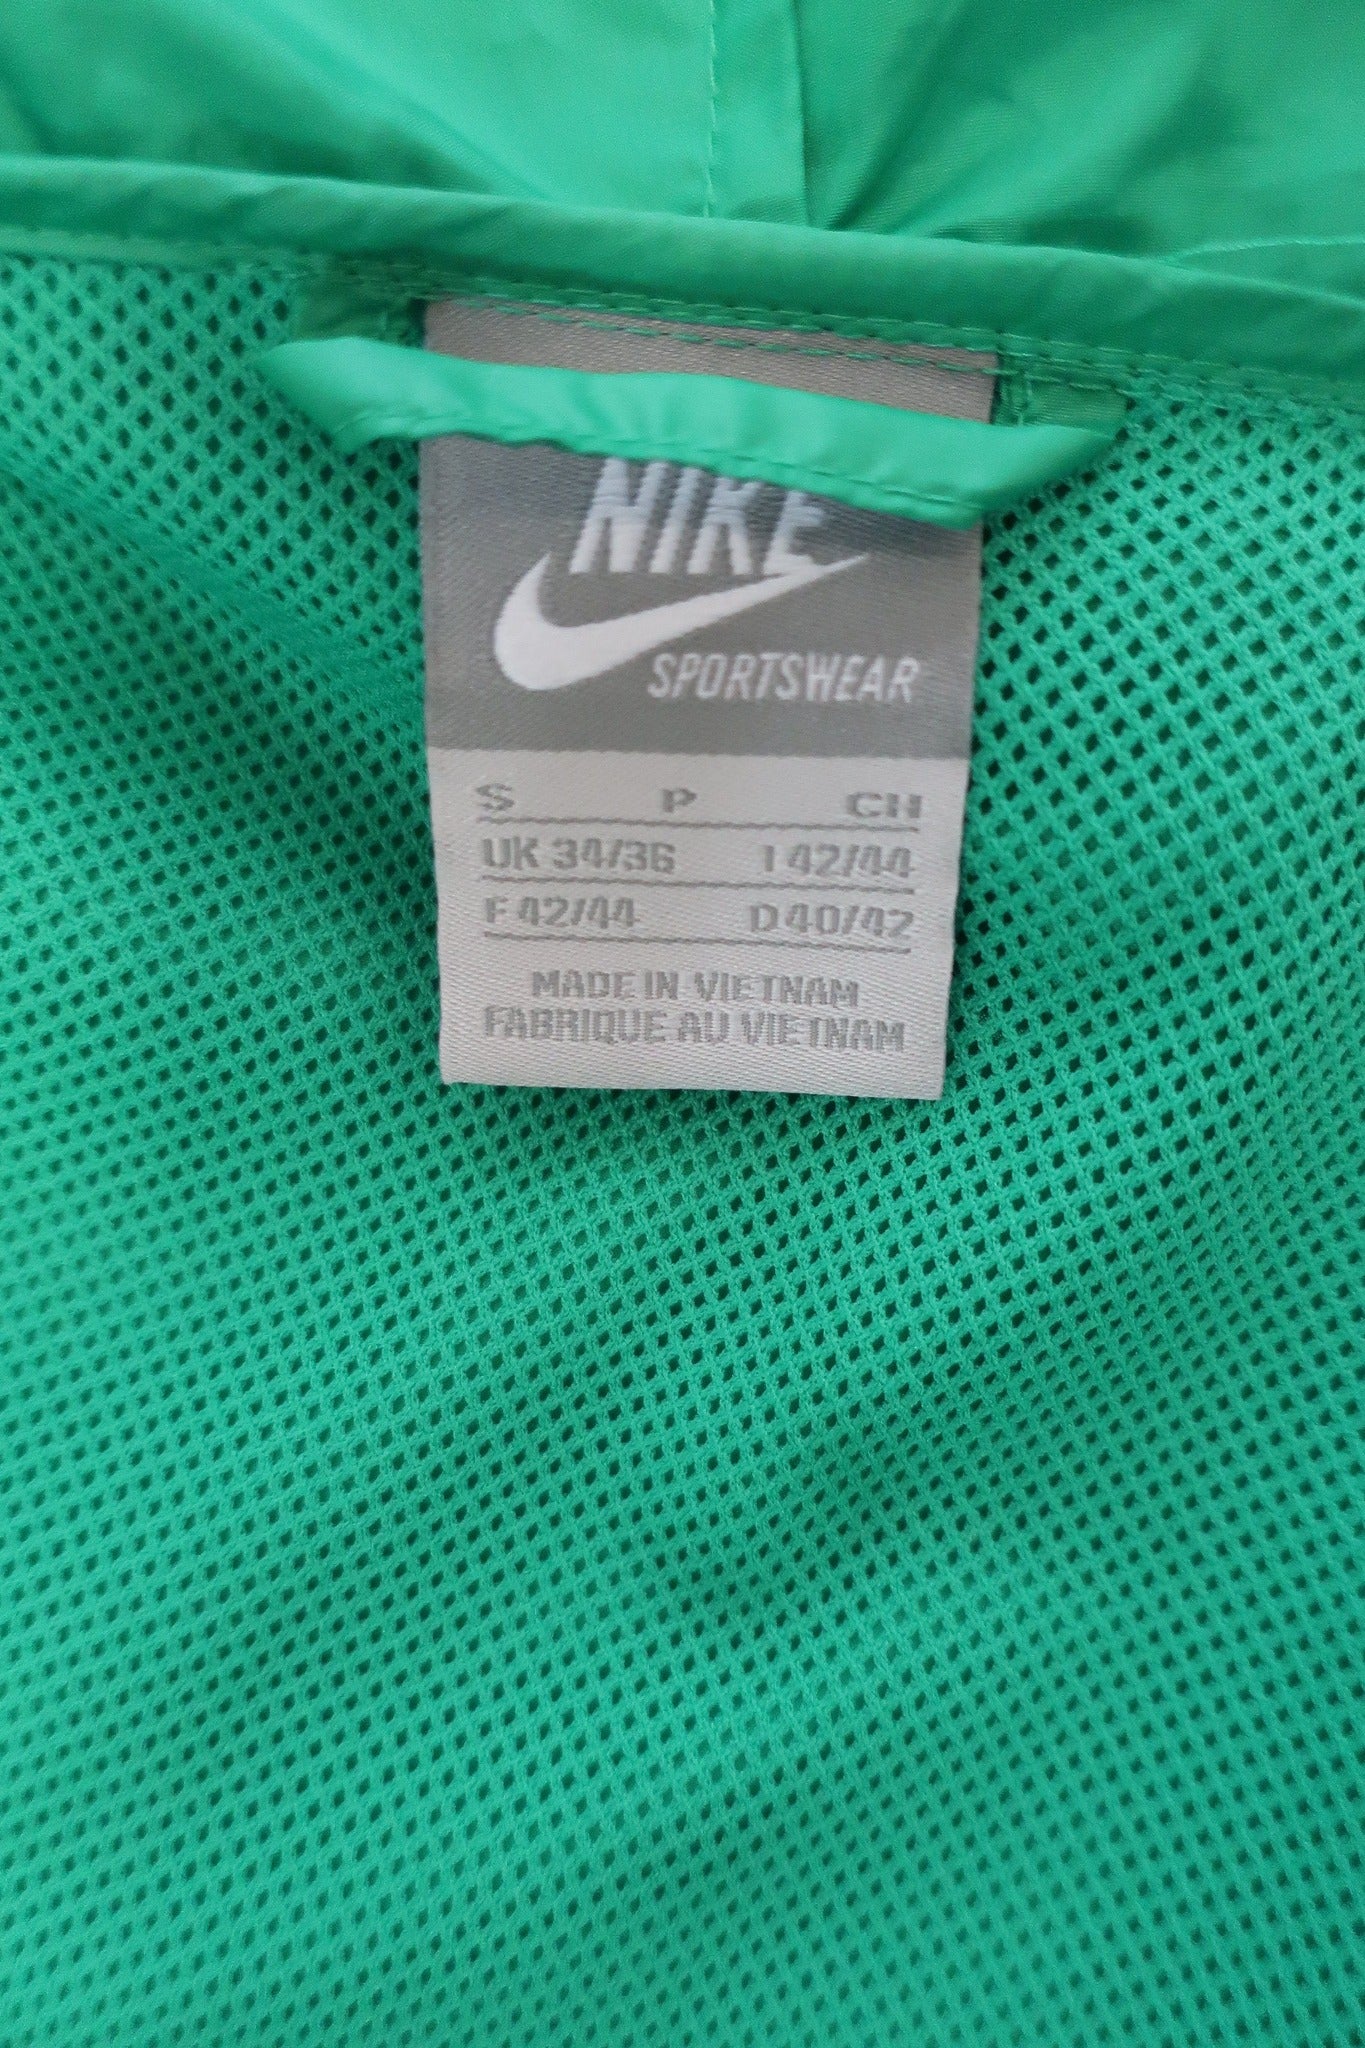 NIKE
SPORTSWEAR
S P CH
UK 34/36 I 42/44
F 42/44 D 40/42
MADE IN VIETNAM
FABRIQUE AU VIETNAM